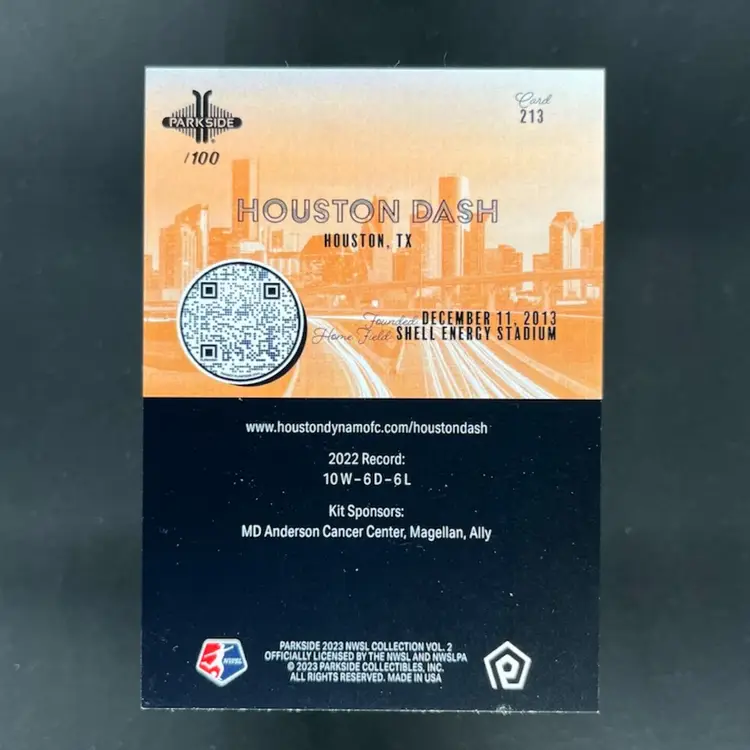 PARKSIDE
/100
Card
213
HOUSTON DASH
HOUSTON, TX
Founded DECEMBER 11, 2013
Home Field SHELL ENERGY STADIUM
www.houstondynamofc.com/houstondash
2022 Record:
10W-6D-6L
Kit Sponsors:
MD Anderson Cancer Center, Magellan, Ally
NWSL
PARKSIDE 2023 NWSL COLLECTION VOL. 2
OFFICIALLY LICENSED BY THE NWSL AND NWSLPA
© 2023 PARKSIDE COLLECTIBLES, INC.
ALL RIGHTS RESERVED. MADE IN USA